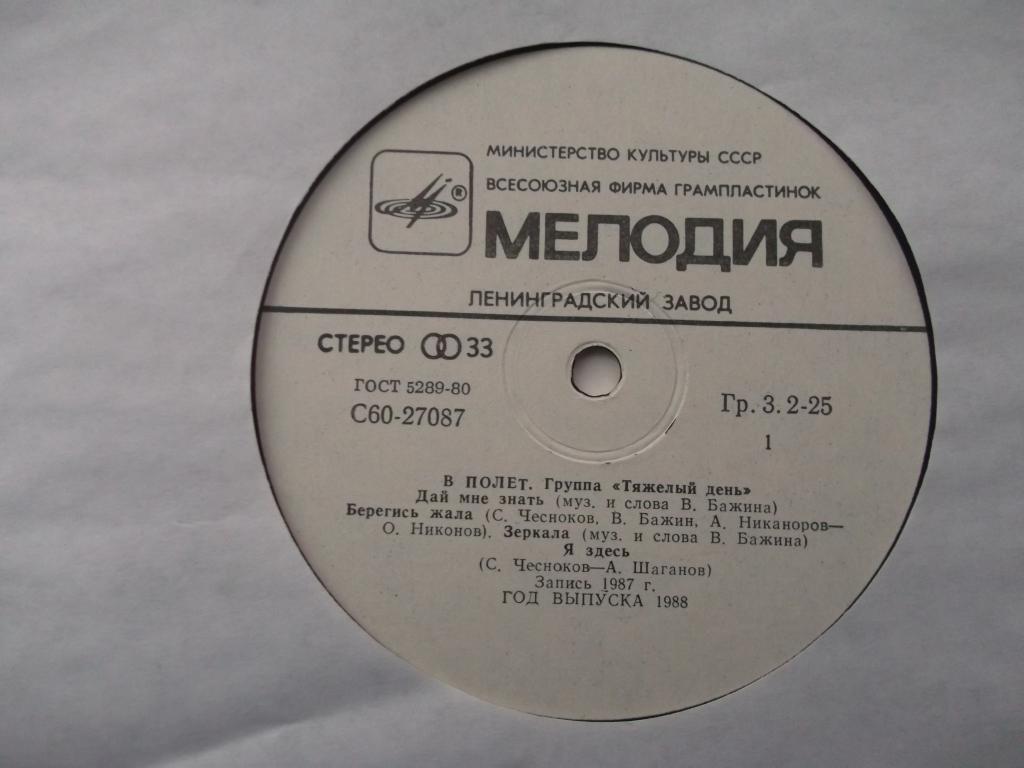 МИНИСТЕРСТВО КУЛЬТУРЫ СССР
®
ВСЕСОЮЗНАЯ ФИРМА ГРАМПЛАСТИНОК
МЕЛОДИЯ
ЛЕНИНГРАДСКИЙ ЗАВОД
СТЕРЕО 33
ГОСТ 5289-80
С60-27087
Гр. 3. 2-25
1
В ПОЛЕТ. Группа «Тяжелый день»
Дай мне знать (муз. и слова В. Бажина)
Берегись жала (С. Чесноков, В. Бажин, А. Никаноров—
О. Никонов). Зеркала (муз. и слова В. Бажина)
Я здесь
(С. Чесноков—А. Шаганов)
Запись 1987 г.
ГОД ВЫПУСКА 1988